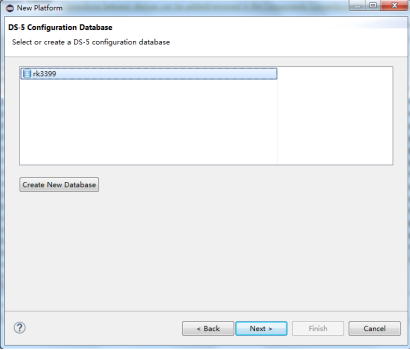 New Platform
DS-5 Configuration Database
Select or create a DS-5 configuration database
rk3399
Create New Database
< Back
Next >
Finish
Cancel